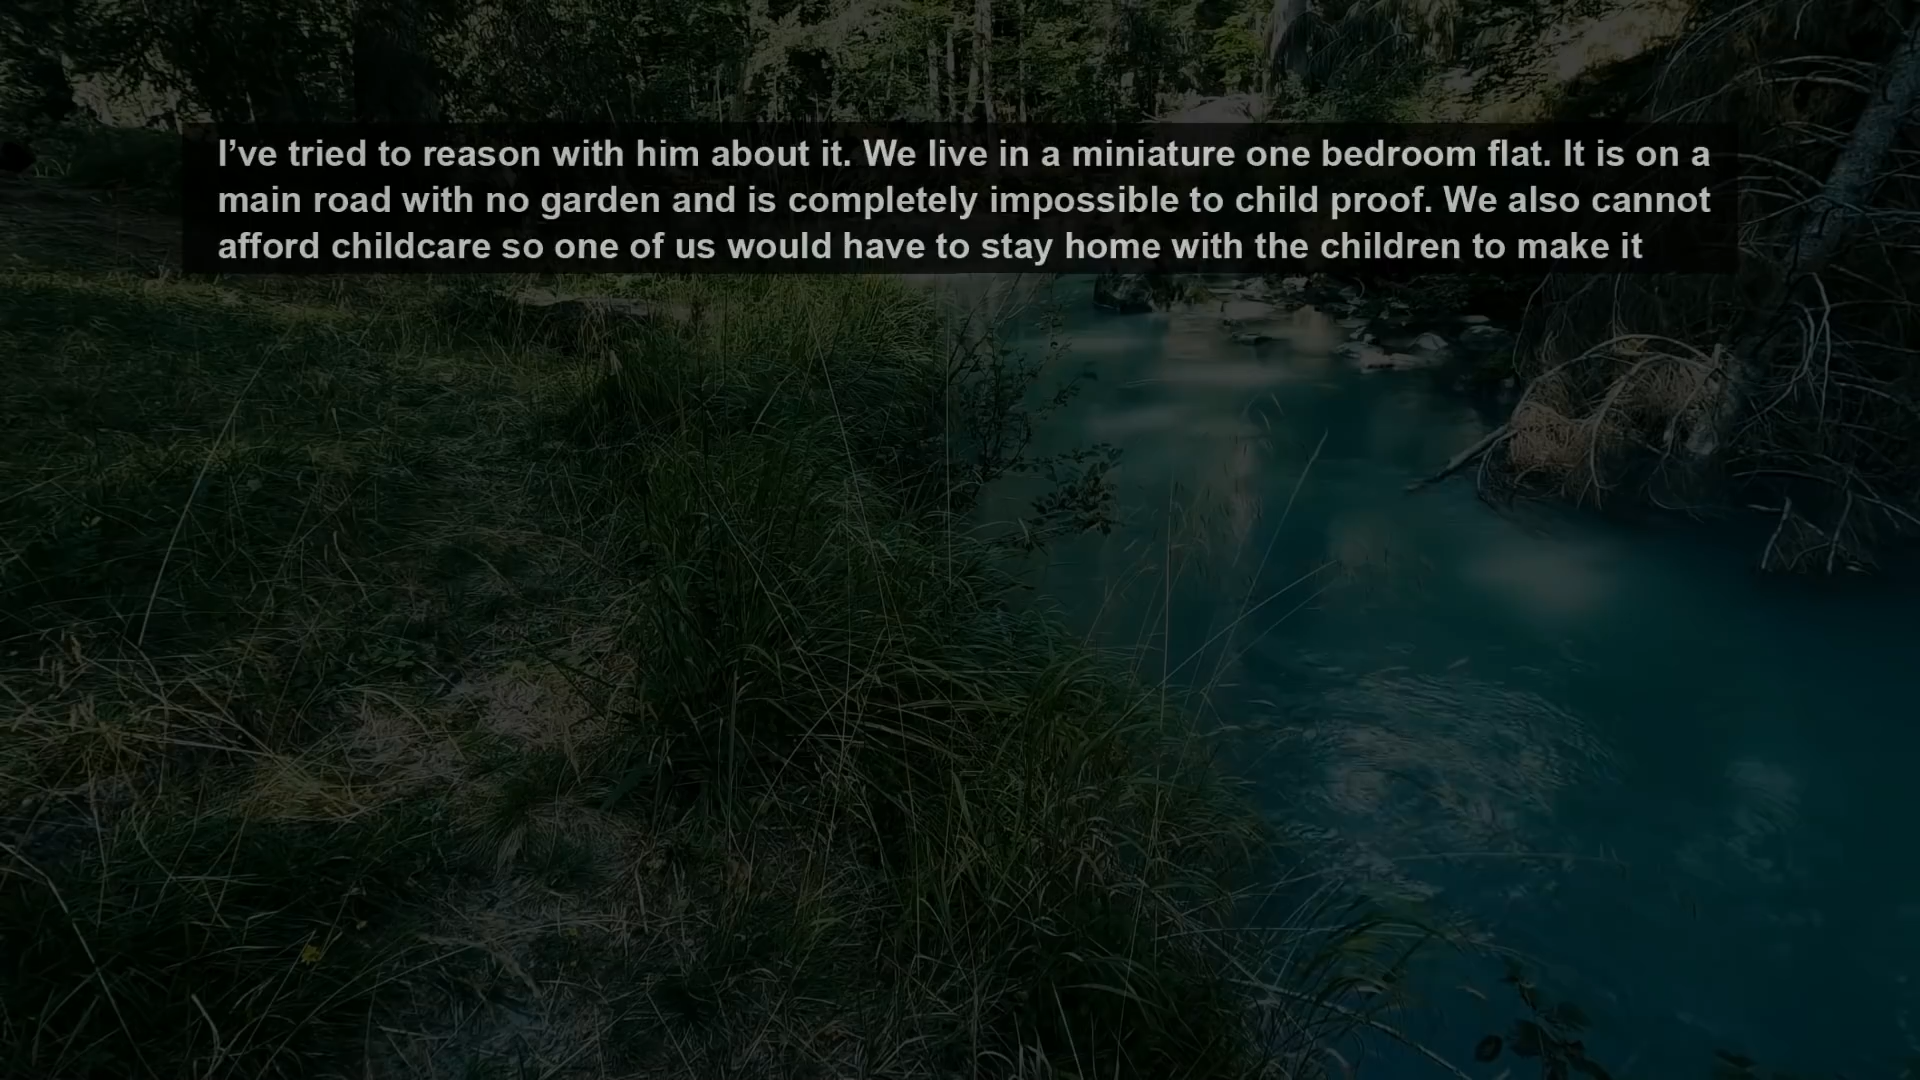 I’ve tried to reason with him about it. We live in a miniature one bedroom flat. It is on a
main road with no garden and is completely impossible to child proof. We also cannot
afford childcare so one of us would have to stay home with the children to make it